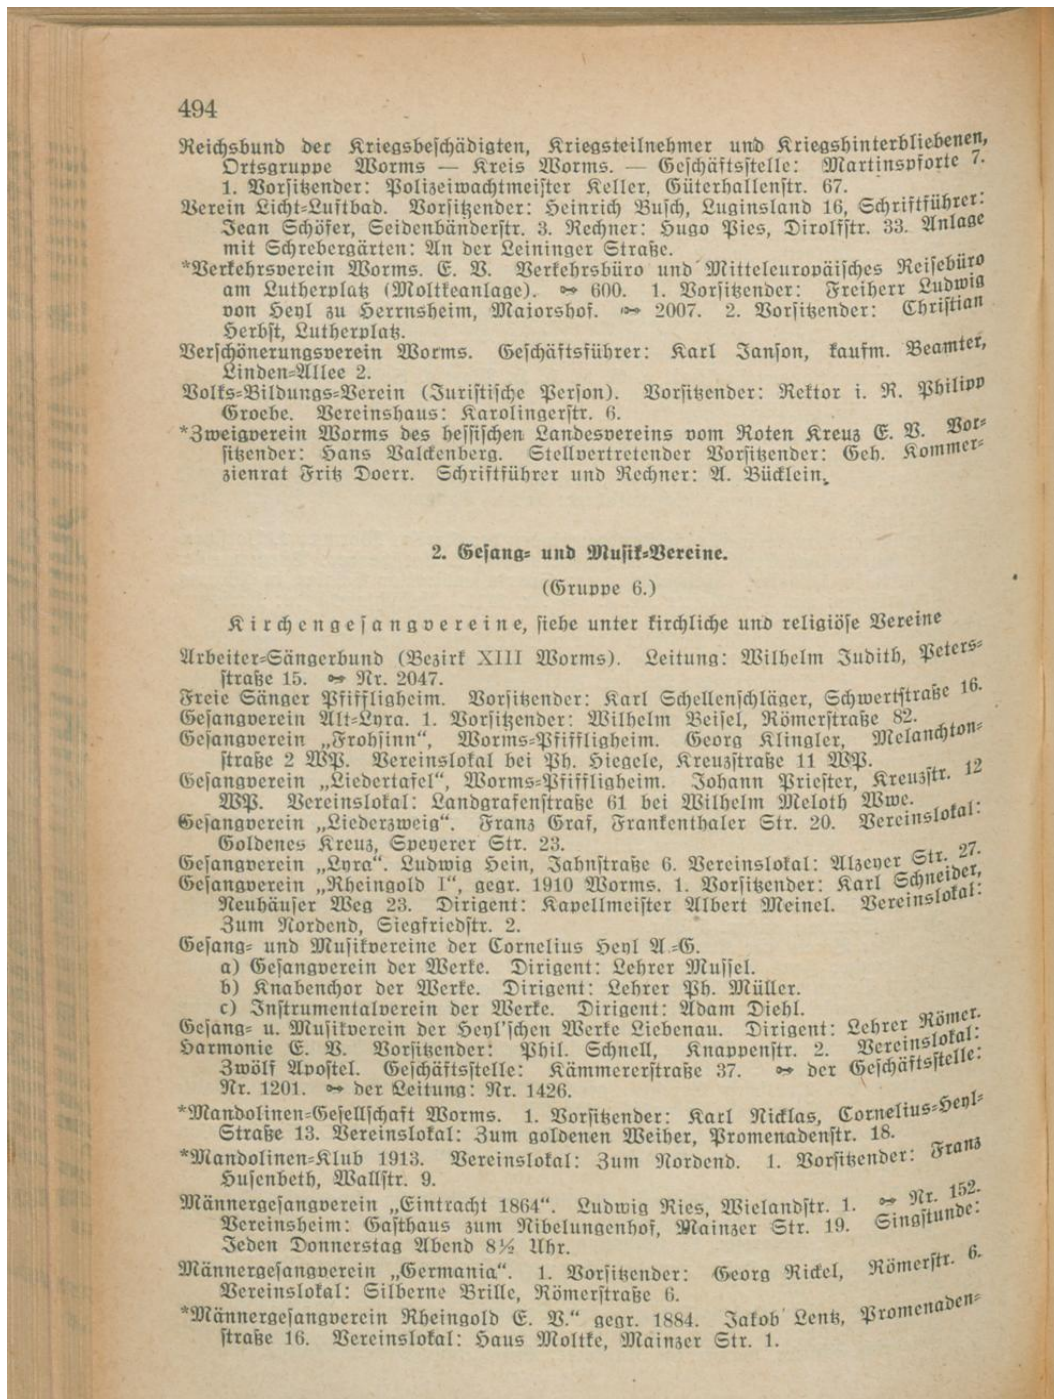 494
Reichsbund der Kriegsbeschädigten, Kriegsteilnehmer und Kriegshinterbliebenen,
Ortsgruppe Worms — Kreis Worms. — Geschäftsstelle: Martinspforte 7.
1. Vorsitzender: Polizeiwachtmeister Keller, Güterhallenstr. 67.
Verein Licht-Luftbad. Vorsitzender: Heinrich Busch, Luginsland 16, Schriftführer:
Jean Schöfer, Seidenbänderstr. 3. Rechner: Hugo Pies, Dirolfstr. 33. Anlage
mit Schrebergärten: An der Leininger Straße.
*Verkehrsverein Worms. E. V. Verkehrsbüro und Mitteleuropäisches Reisebüro
am Lutherplatz (Moltkeanlage). 600. 1. Vorsitzender: Freiherr Ludwig
von Heyl zu Herrnsheim, Majorshof. 2007. 2. Vorsitzender: Christian
Herbst, Lutherplatz.
Verschönerungsverein Worms. Geschäftsführer: Karl Janson, kaufm. Beamter,
Linden-Allee 2.
Volks-Bildungs-Verein (Juristische Person). Vorsitzender: Rektor i. R. Philipp
Groebe. Vereinshaus: Karolingerstr. 6.
*Zweigverein Worms des hessischen Landesvereins vom Roten Kreuz E. V. Vor-
sitzender: Hans Valckenberg. Stellvertretender Vorsitzender: Geh. Kommer-
zienrat Fritz Doerr. Schriftführer und Rechner: A. Bücklein.
2. Gesang- und Musik-Vereine.
(Gruppe 6.)
Kirchengesangvereine, siehe unter kirchliche und religiöse Vereine
Arbeiter-Sängerbund (Bezirk XIII Worms). Leitung: Wilhelm Judith, Peters-
straße 15. Nr. 2047.
Freie Sänger Pfiffligheim. Vorsitzender: Karl Schellenschläger, Schwertstraße 16.
Gesangverein Alt-Lyra. 1. Vorsitzender: Wilhelm Beisel, Römerstraße 82.
Gesangverein „Frohsinn“, Worms-Pfiffligheim. Georg Klingler, Melanchton-
straße 2 WP. Vereinslokal bei Ph. Hiegele, Kreuzstraße 11 WP.
Gesangverein „Liedertafel“, Worms-Pfiffligheim. Johann Priester, Kreuzstr. 12
WP. Vereinslokal: Landgrafenstraße 61 bei Wilhelm Meloth Wwe.
Gesangverein „Liederzweig“. Franz Graf, Frankenthaler Str. 20. Vereinslokal:
Goldenes Kreuz, Speyerer Str. 23.
Gesangverein „Lyra“. Ludwig Hein, Jahnstraße 6. Vereinslokal: Alzeyer Str. 27.
Gesangverein „Rheingold I“, gegr. 1910 Worms. 1. Vorsitzender: Karl Schneider,
Neuhäuser Weg 23. Dirigent: Kapellmeister Albert Meinel. Vereinslokal:
Zum Nordend, Siegfriedstr. 2.
Gesang- und Musikvereine der Cornelius Heyl A.-G.
a) Gesangverein der Werke. Dirigent: Lehrer Mussel.
b) Knabenchor der Werke. Dirigent: Lehrer Ph. Müller.
c) Instrumentalverein der Werke. Dirigent: Adam Diehl.
Gesang- u. Musikverein der Heyl'schen Werke Liebenau. Dirigent: Lehrer Römer.
Harmonie E. V. Vorsitzender: Phil. Schnell, Knappenstr. 2. Vereinslokal:
Zwölf Apostel. Geschäftsstelle: Kämmererstraße 37. der Geschäftsstelle:
Nr. 1201. der Leitung: Nr. 1426.
*Mandolinen-Gesellschaft Worms. 1. Vorsitzender: Karl Nicklas, Cornelius-Heyl-
Straße 13. Vereinslokal: Zum goldenen Weiher, Promenadenstr. 18.
*Mandolinen-Klub 1913. Vereinslokal: Zum Nordend. 1. Vorsitzender: Franz
Husenbeth, Wallstr. 9.
Männergesangverein „Eintracht 1864“. Ludwig Ries, Wielandstr. 1. Nr. 152.
Vereinsheim: Gasthaus zum Nibelungenhof, Mainzer Str. 19. Singstunde:
Jeden Donnerstag Abend 8½ Uhr.
Männergesangverein „Germania“. 1. Vorsitzender: Georg Rickel, Römerstr. 6.
Vereinslokal: Silberne Brille, Römerstraße 6.
*Männergesangverein Rheingold E. V.“ gegr. 1884. Jakob Lentz, Promenaden-
straße 16. Vereinslokal: Haus Moltke, Mainzer Str. 1.